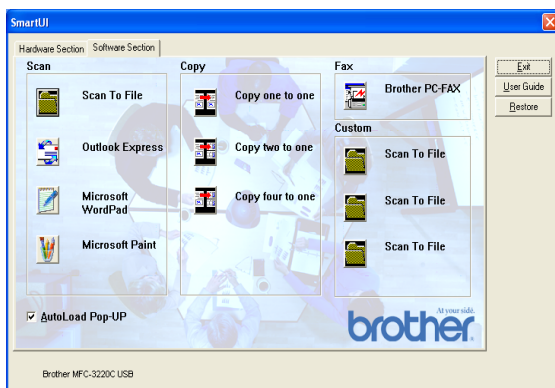 SmartUI
Hardware Section
Software Section
Scan
Scan To File
Outlook Express
Microsoft
WordPad
Microsoft Paint
Copy
Copy one to one
Copy two to one
Copy four to one
Fax
Brother PC-FAX
Custom
Scan To File
Scan To File
Scan To File
Exit
User Guide
Restore
AutoLoad Pop-UP
At your side.
brother
Brother MFC-3220C USB